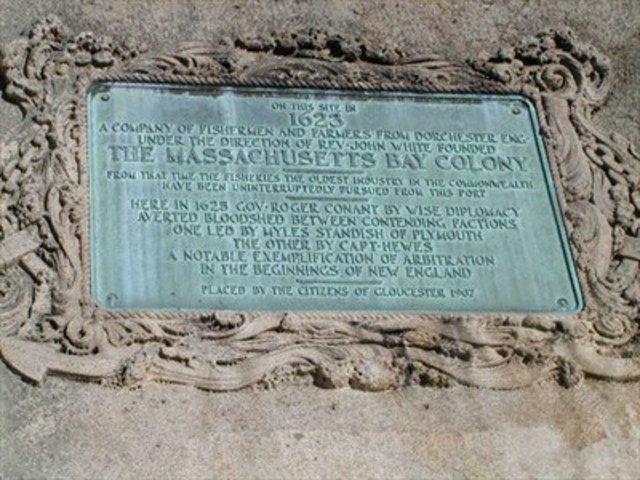 ON THIS SITE IN
1623
A COMPANY OF FISHERMEN AND FARMERS FROM DORCHESTER ENG.
UNDER THE DIRECTION OF REV. JOHN WHITE FOUNDED
THE MASSACHUSETTS BAY COLONY
FROM THAT TIME THE FISHERIES THE OLDEST INDUSTRY IN THE COMMONWEALTH
HAVE BEEN UNINTERRUPTEDLY PURSUED FROM THIS PORT
HERE IN 1625 GOV. ROGER CONANT BY WISE DIPLOMACY
AVERTED BLOODSHED BETWEEN CONTENDING FACTIONS
ONE LED BY MYLES STANDISH OF PLYMOUTH
THE OTHER BY CAPT. HEWES
A NOTABLE EXEMPLIFICATION OF ARBITRATION
IN THE BEGINNINGS OF NEW ENGLAND
PLACED BY THE CITIZENS OF GLOUCESTER 1907